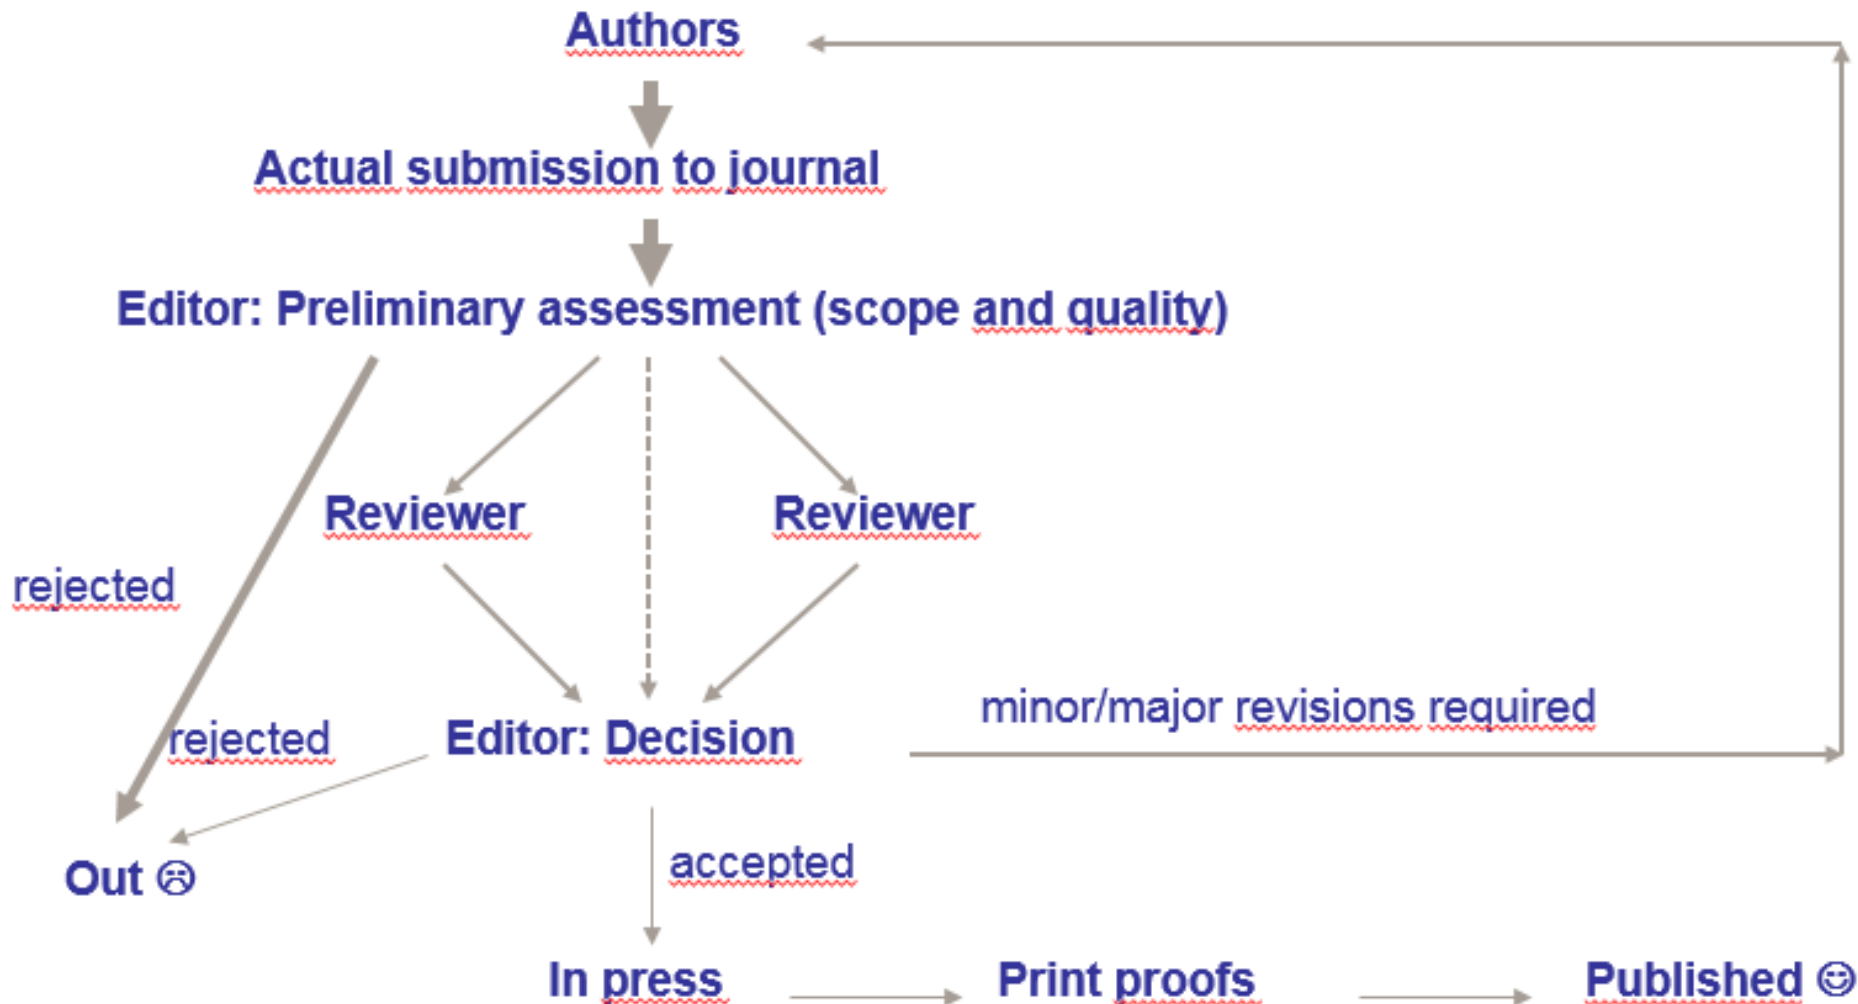 Authors
Actual submission to journal
Editor: Preliminary assessment (scope and quality)
Reviewer
Reviewer
rejected
minor/major revisions required
rejected
Editor: Decision
Out ☹
accepted
In press
Print proofs
Published ☺